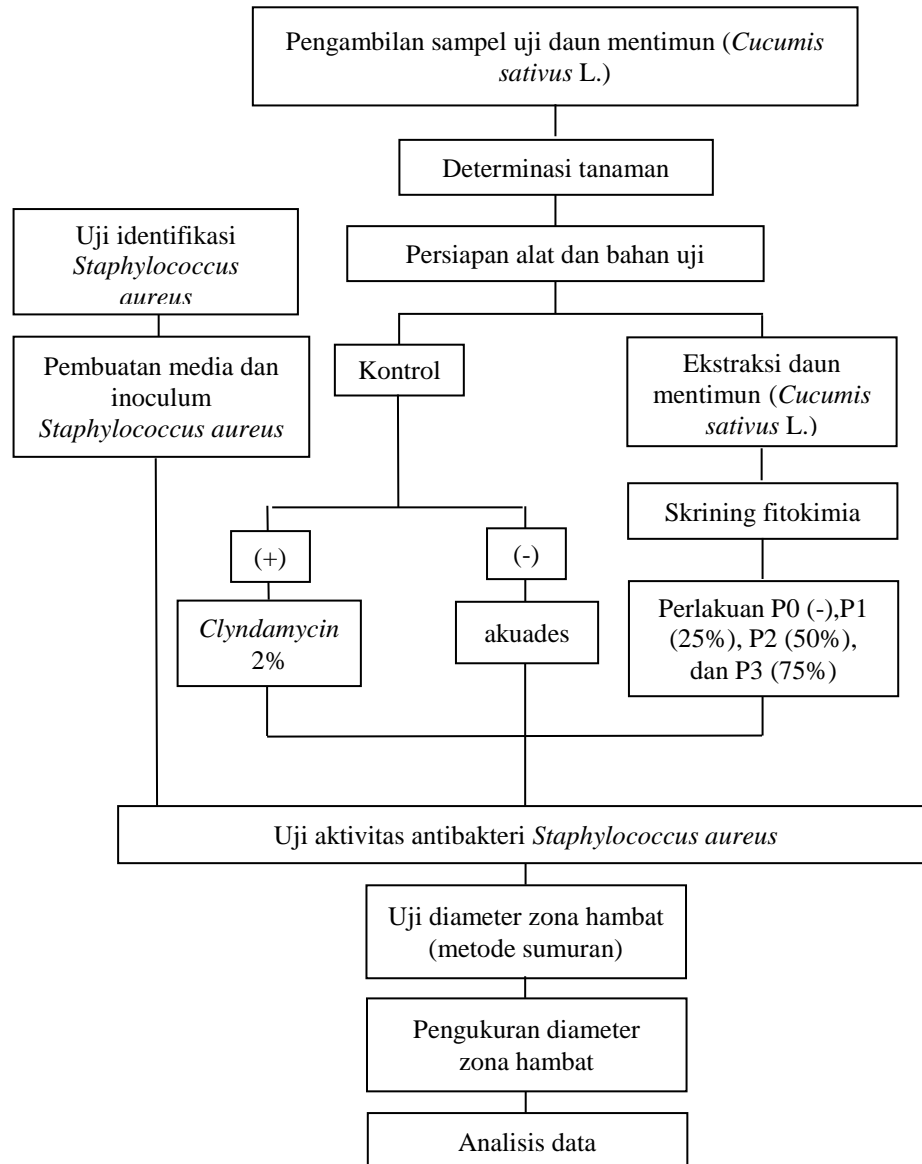 Pengambilan sampel uji daun mentimun (Cucumis
sativus L.)
Determinasi tanaman
Uji identifikasi
Staphylococcus
aureus
Persiapan alat dan bahan uji
Pembuatan media dan
inoculum
Staphylococcus aureus
Kontrol
Ekstraksi daun
mentimun (Cucumis
sativus L.)
Skrining fitokimia
(+)
(-)
Clyndamycin
2%
akuades
Perlakuan P0 (-),P1
(25%), P2 (50%),
dan P3 (75%)
Uji aktivitas antibakteri Staphylococcus aureus
Uji diameter zona hambat
(metode sumuran)
Pengukuran diameter
zona hambat
Analisis data